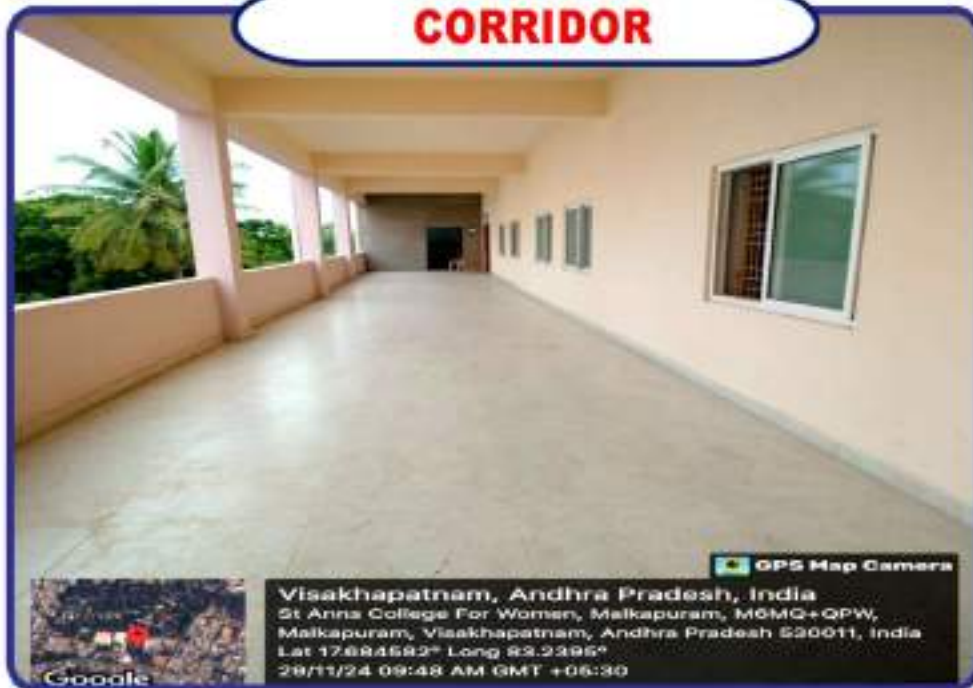 CORRIDOR
GPS Map Camera
Visakhapatnam, Andhra Pradesh, India
St Anns College For Women, Malkapuram, M6MQ+QPW,
Malkapuram, Visakhapatnam, Andhra Pradesh 530011, India
Lat 17.684582° Long 83.2395°
29/11/24 09:48 AM GMT +05:30
Google